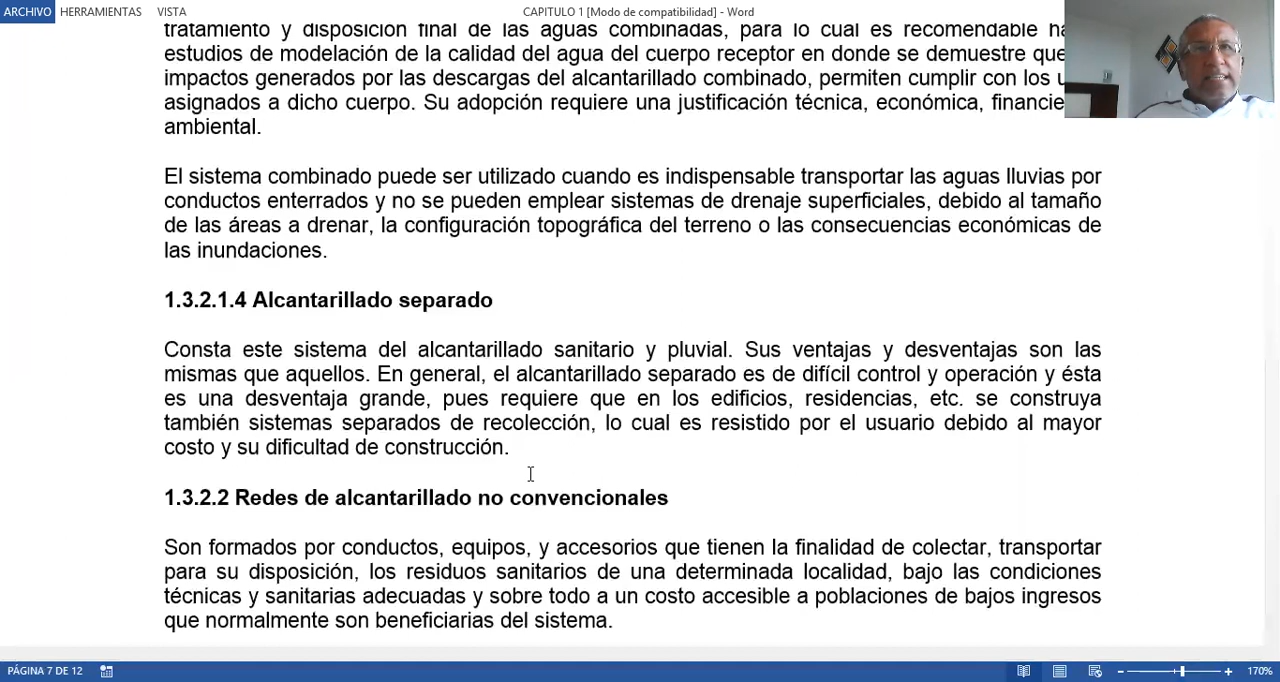 ARCHIVO HERRAMIENTAS VISTA CAPITULO 1 [Modo de compatibilidad] - Word
tratamiento y disposición final de las aguas combinadas, para lo cual es recomendable
estudios de modelación de la calidad del agua del cuerpo receptor en donde se demuestre que
impactos generados por las descargas del alcantarillado combinado, permiten cumplir con los
asignados a dicho cuerpo. Su adopción requiere una justificación técnica, económica,
ambiental.
El sistema combinado puede ser utilizado cuando es indispensable transportar las aguas lluvias por
conductos enterrados y no se pueden emplear sistemas de drenaje superficiales, debido al tamaño
de las áreas a drenar, la configuración topográfica del terreno o las consecuencias económicas de
las inundaciones.
1.3.2.1.4 Alcantarillado separado
Consta este sistema del alcantarillado sanitario y pluvial. Sus ventajas y desventajas son las
mismas que aquellos. En general, el alcantarillado separado es de difícil control y operación y ésta
es una desventaja grande, pues requiere que en los edificios, residencias, etc. se construya
también sistemas separados de recolección, lo cual es resistido por el usuario debido al mayor
costo y su dificultad de construcción.
1.3.2.2 Redes de alcantarillado no convencionales
Son formados por conductos, equipos, y accesorios que tienen la finalidad de colectar, transportar
para su disposición, los residuos sanitarios de una determinada localidad, bajo las condiciones
técnicas y sanitarias adecuadas y sobre todo a un costo accesible a poblaciones de bajos ingresos
que normalmente son beneficiarias del sistema.
PÁGINA 7 DE 12 170%